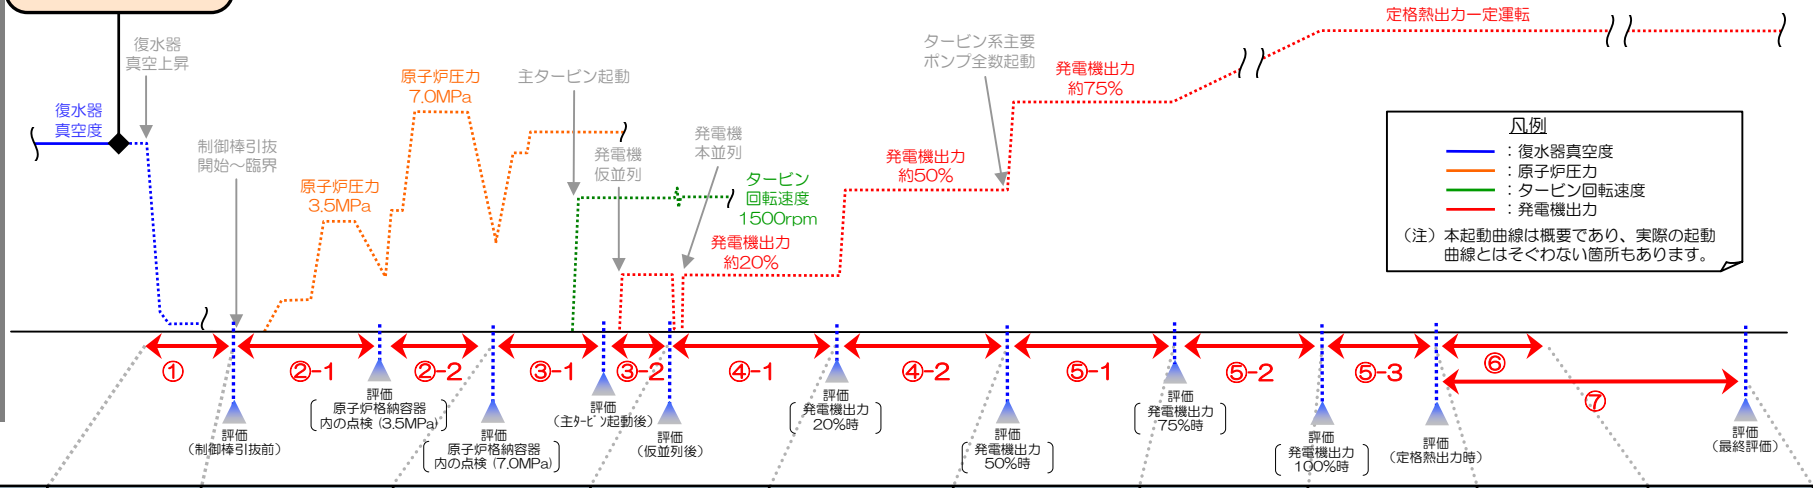 定格熱出力一定運転
復水器
真空上昇
タービン系主要
ポンプ全数起動
原子炉圧力
7.0MPa
主タービン起動
発電機出力
約75%
復水器
真空度
制御棒引抜
開始～臨界
発電機
仮並列
発電機
本並列
発電機出力
約50%
原子炉圧力
3.5MPa
タービン
回転速度
1500rpm
発電機出力
約20%
凡例
：復水器真空度
：原子炉圧力
：タービン回転速度
：発電機出力
（注）本起動曲線は概要であり、実際の起動
曲線とはそぐわない箇所もあります。
①
②-1
②-2
③-1
③-2
④-1
④-2
⑤-1
⑤-2
⑤-3
⑥
⑦
評価
（制御棒引抜前）
評価
原子炉格納容器
内の点検 (3.5MPa)
評価
原子炉格納容器
内の点検 (7.0MPa)
評価
（主ﾀｰﾋﾞﾝ起動後）
評価
（仮並列後）
評価
発電機出力
20%時
評価
発電機出力
50%時
評価
発電機出力
75%時
評価
発電機出力
100%時
評価
（定格熱出力時）
評価
（最終評価）